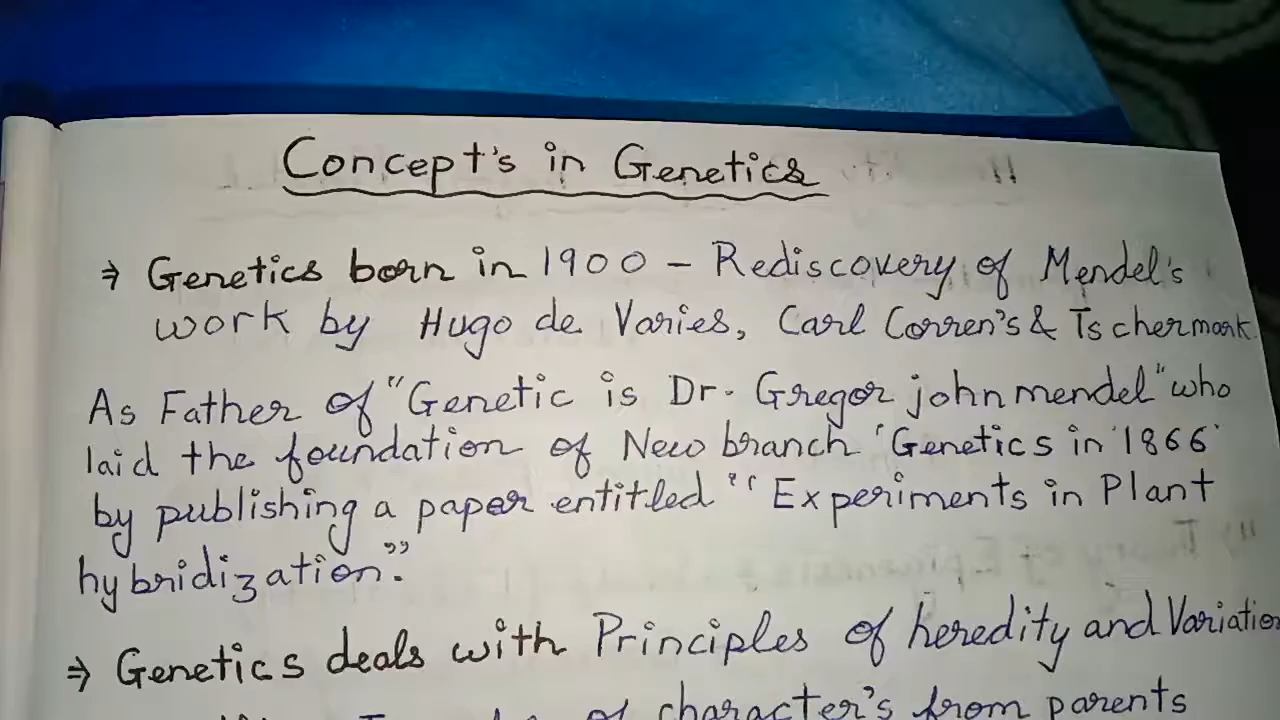 Concept's in Genetics
⇒ Genetics born in 1900 – Rediscovery of Mendel's
work by Hugo de Varies, Carl Corren's & Tschermark
As Father of "Genetic is Dr. Gregor john mendel" who
laid the foundation of New branch 'Genetics in 1866'
by publishing a paper entitled "Experiments in Plant
hybridization."
⇒ Genetics deals with Principles of heredity and Variation
of character's from parents